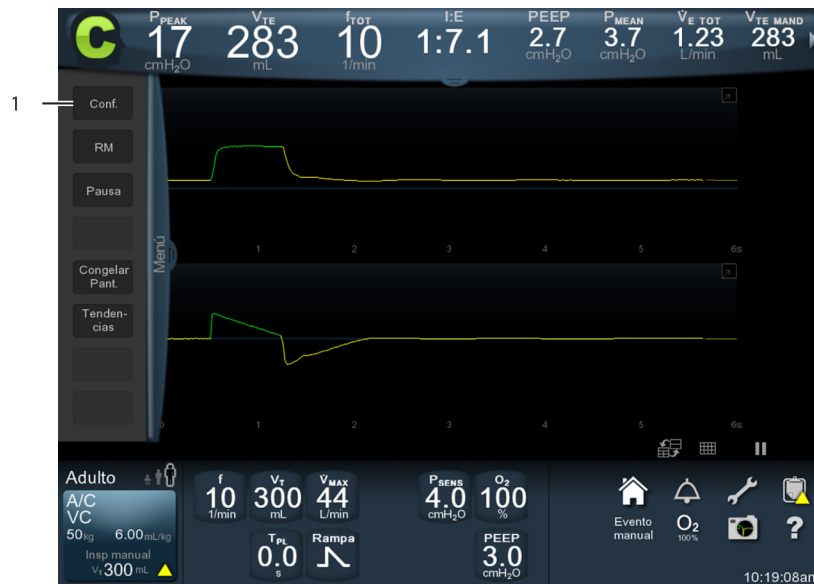 PPEAK
17
cmH2O
VTE
283
mL
fTOT
10
1/min
I:E
1:7.1
PEEP
2.7
cmH2O
PMEAN
3.7
cmH2O
V̇E TOT
1.23
L/min
VTE MAND
283
mL
1
Conf.
RM
Pausa
Congelar
Pant.
Tenden-
cias
Menú
1 2 3 4 5 6s
0 1 2 3 4 5 6s
Adulto
A/C
VC
50kg 6.00mL/kg
Insp manual
VT300 mL
f
10
1/min
VT
300
mL
V̇MAX
44
L/min
PSENS
4.0
cmH2O
O2
100
%
TPL
0.0
s
Rampa
PEEP
3.0
cmH2O
Evento
manual
O2
100%
?
10:19:08am